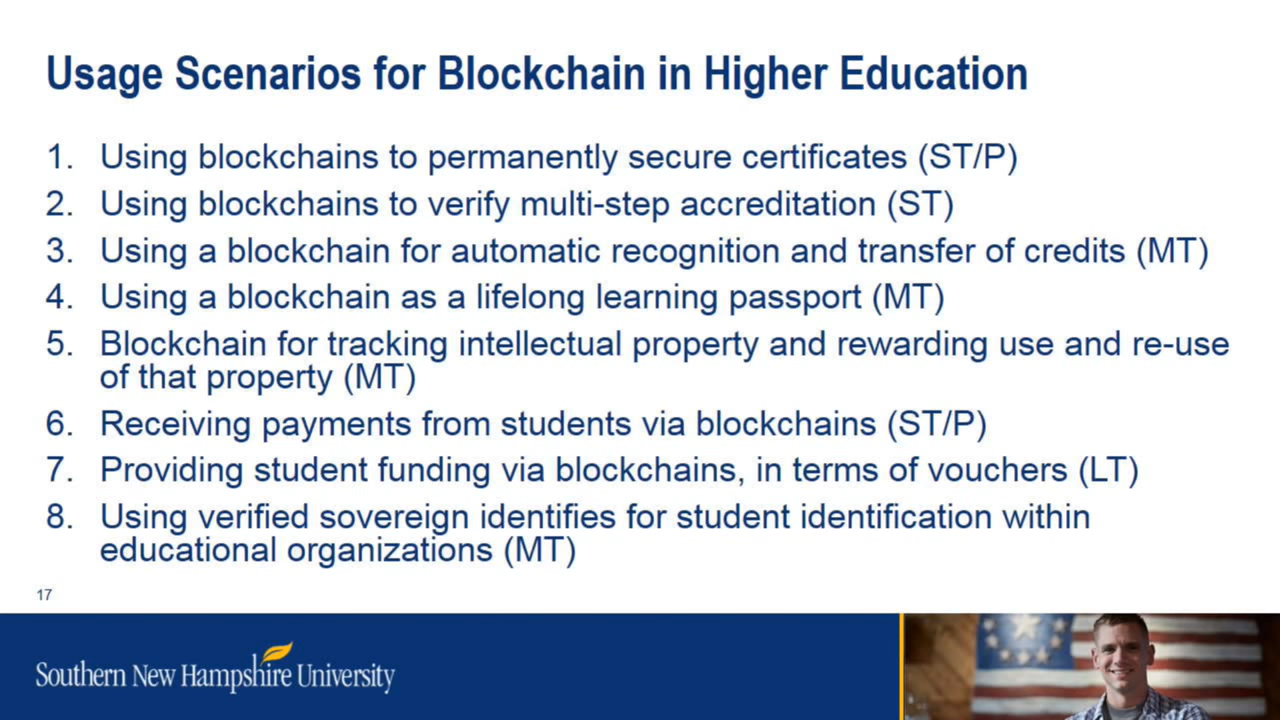 Usage Scenarios for Blockchain in Higher Education
1. Using blockchains to permanently secure certificates (ST/P)
2. Using blockchains to verify multi-step accreditation (ST)
3. Using a blockchain for automatic recognition and transfer of credits (MT)
4. Using a blockchain as a lifelong learning passport (MT)
5. Blockchain for tracking intellectual property and rewarding use and re-use
of that property (MT)
6. Receiving payments from students via blockchains (ST/P)
7. Providing student funding via blockchains, in terms of vouchers (LT)
8. Using verified sovereign identifies for student identification within
educational organizations (MT)
17
Southern New Hampshire University